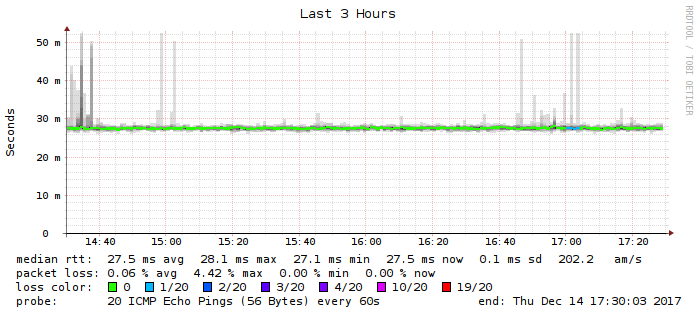 Last 3 Hours
RRDTOOL / TOBI OETIKER
Seconds
50 m
40 m
30 m
20 m
10 m
0
14:40 15:00 15:20 15:40 16:00 16:20 16:40 17:00 17:20
median rtt: 27.5 ms avg 28.1 ms max 27.1 ms min 27.5 ms now 0.1 ms sd 202.2 am/s
packet loss: 0.06 % avg 4.42 % max 0.00 % min 0.00 % now
loss color: 0 1/20 2/20 3/20 4/20 10/20 19/20
probe: 20 ICMP Echo Pings (56 Bytes) every 60s end: Thu Dec 14 17:30:03 2017